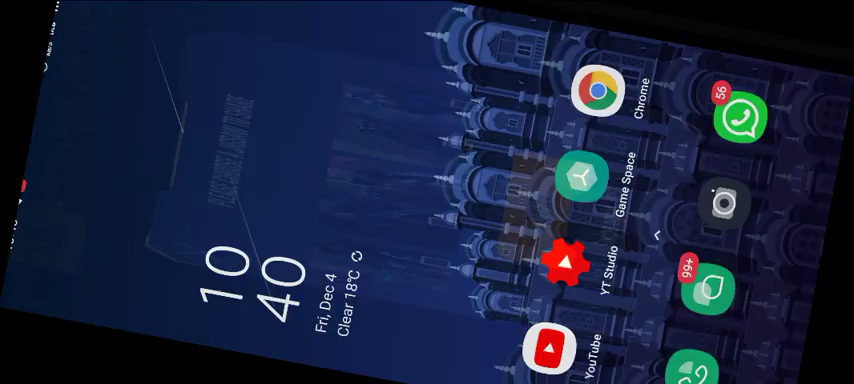 10
40
Fri, Dec 4
Clear 18°C
YouTube
YT Studio
Game Space
Chrome
99+
56